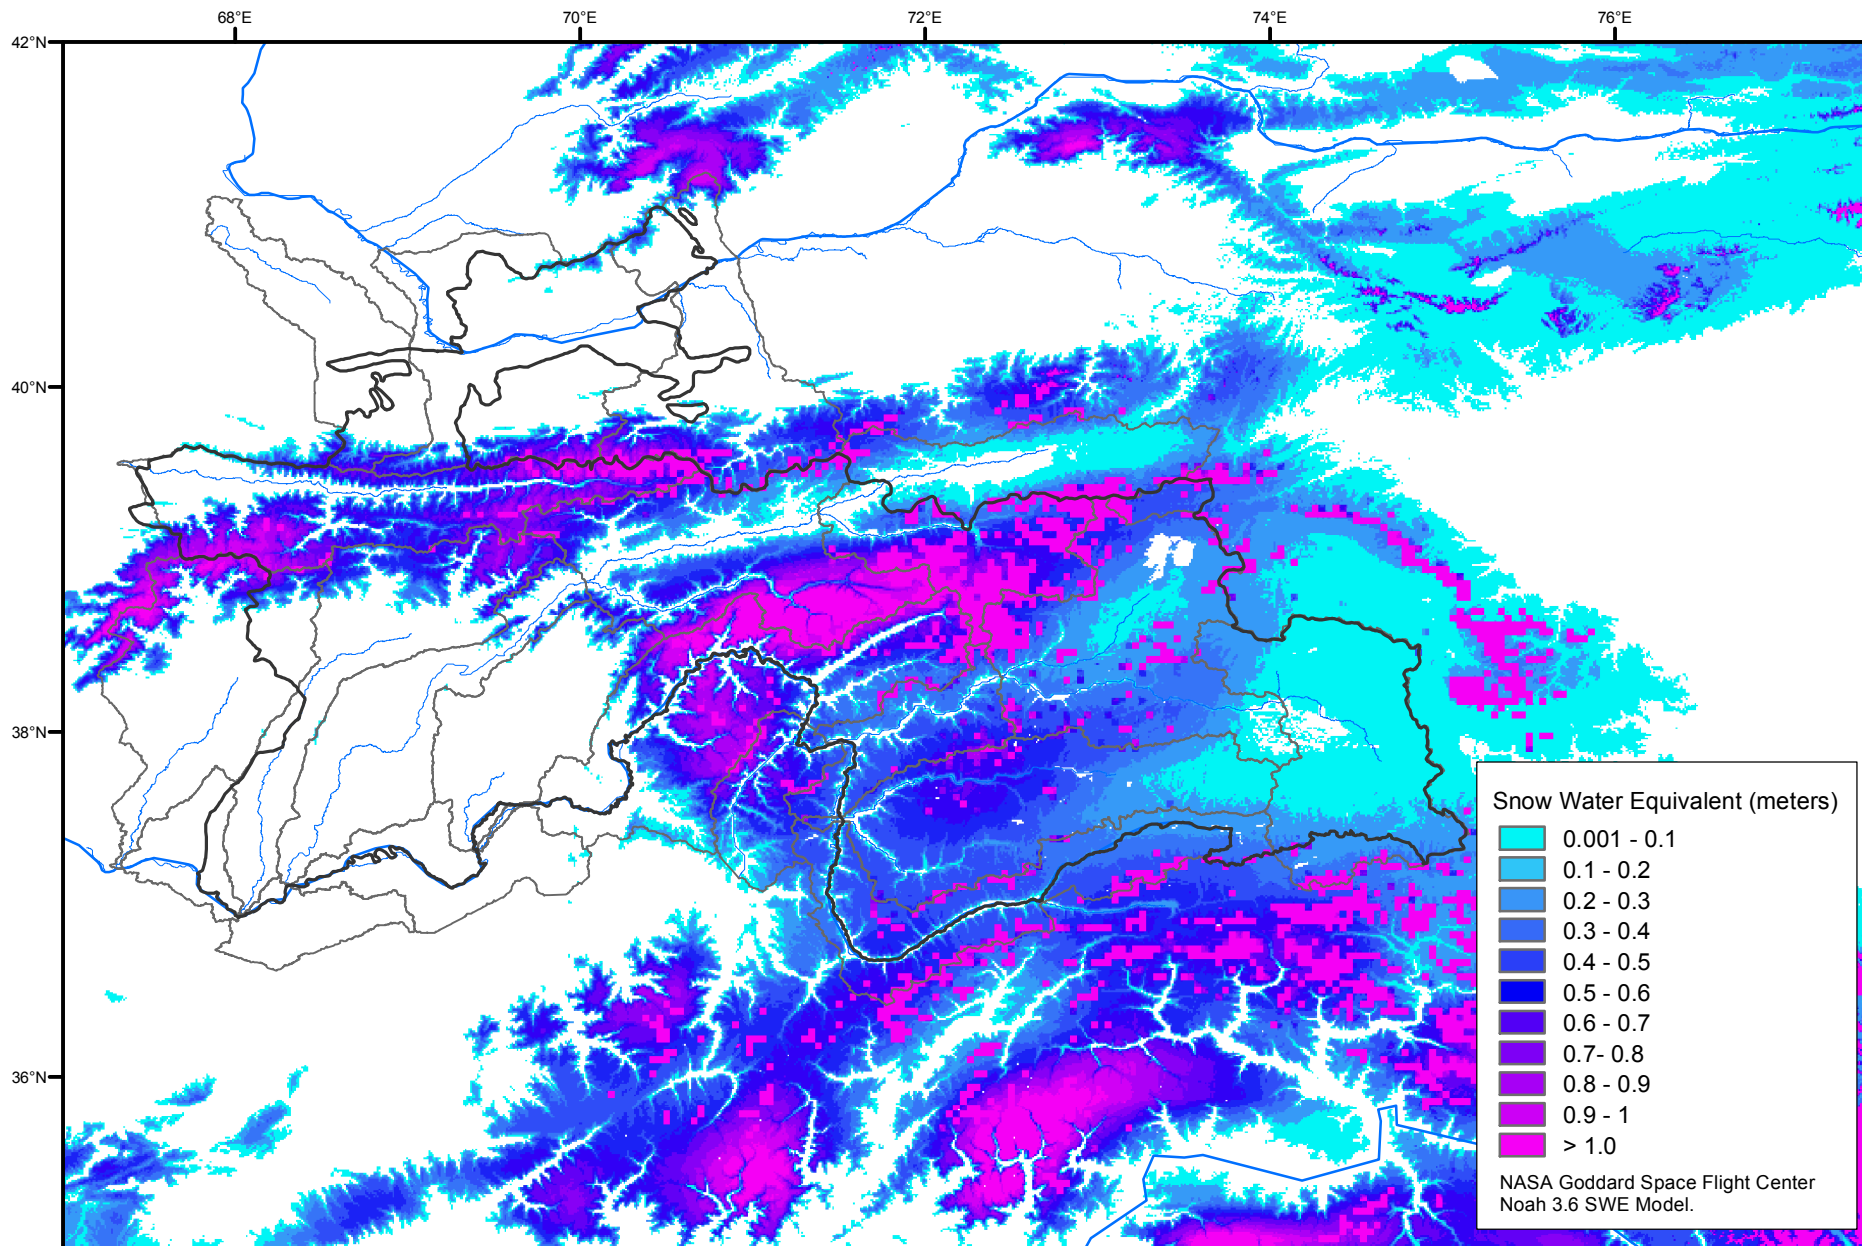 68°E
70°E
72°E
74°E
76°E
42°N
40°N
38°N
36°N
Snow Water Equivalent (meters)
0.001 - 0.1
0.1 - 0.2
0.2 - 0.3
0.3 - 0.4
0.4 - 0.5
0.5 - 0.6
0.6 - 0.7
0.7- 0.8
0.8 - 0.9
0.9 - 1
> 1.0
NASA Goddard Space Flight Center
Noah 3.6 SWE Model.